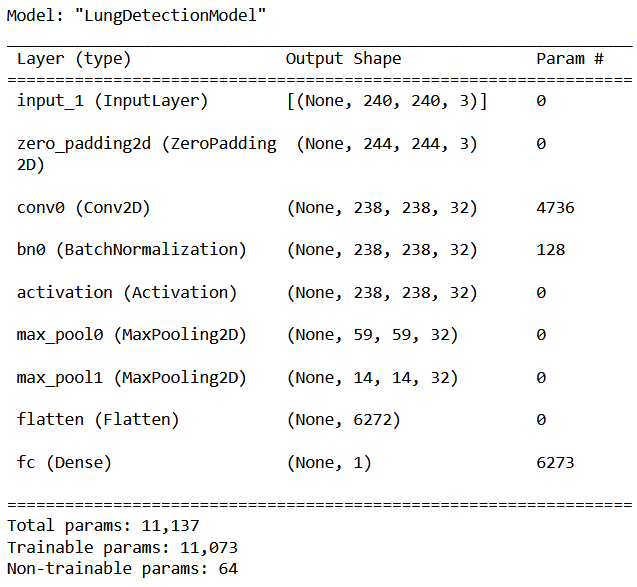 Model: "LungDetectionModel"
_________________________________________________________________
Layer (type) Output Shape Param #
=================================================================
input_1 (InputLayer) [(None, 240, 240, 3)] 0
zero_padding2d (ZeroPadding (None, 244, 244, 3) 0
2D)
conv0 (Conv2D) (None, 238, 238, 32) 4736
bn0 (BatchNormalization) (None, 238, 238, 32) 128
activation (Activation) (None, 238, 238, 32) 0
max_pool0 (MaxPooling2D) (None, 59, 59, 32) 0
max_pool1 (MaxPooling2D) (None, 14, 14, 32) 0
flatten (Flatten) (None, 6272) 0
fc (Dense) (None, 1) 6273
=================================================================
Total params: 11,137
Trainable params: 11,073
Non-trainable params: 64